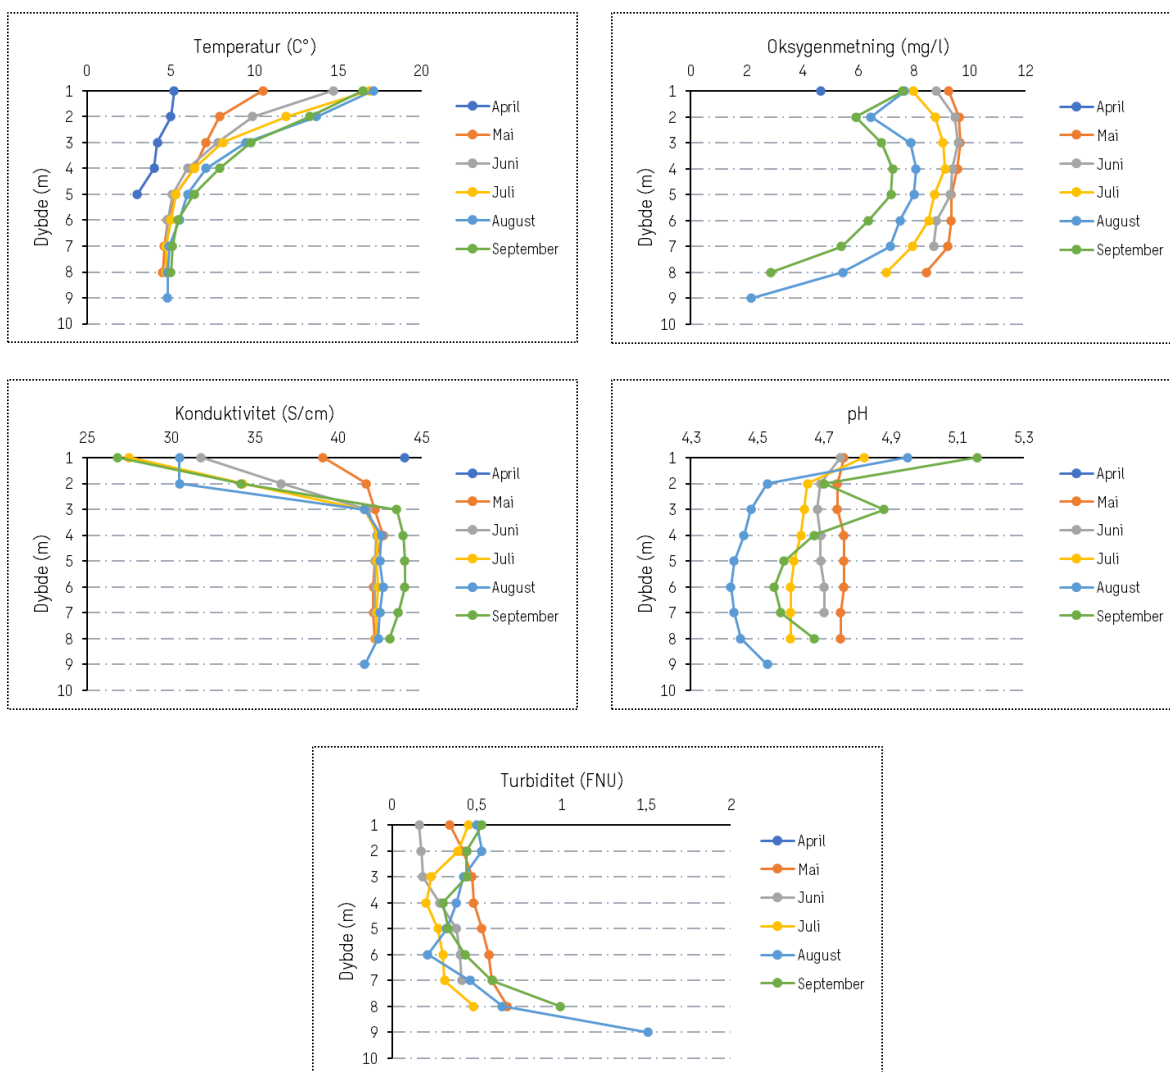 Temperatur (C°)
0 5 10 15 20
Dybde (m)
1
2
3
4
5
6
7
8
9
10
April
Mai
Juni
Juli
August
September
Oksygenmetning (mg/l)
0 2 4 6 8 10 12
Dybde (m)
1
2
3
4
5
6
7
8
9
10
April
Mai
Juni
Juli
August
September
Konduktivitet (S/cm)
25 30 35 40 45
Dybde (m)
1
2
3
4
5
6
7
8
9
10
April
Mai
Juni
Juli
August
September
pH
4,3 4,5 4,7 4,9 5,1 5,3
Dybde (m)
1
2
3
4
5
6
7
8
9
10
April
Mai
Juni
Juli
August
September
Turbiditet (FNU)
0 0,5 1 1,5 2
Dybde (m)
1
2
3
4
5
6
7
8
9
10
April
Mai
Juni
Juli
August
September